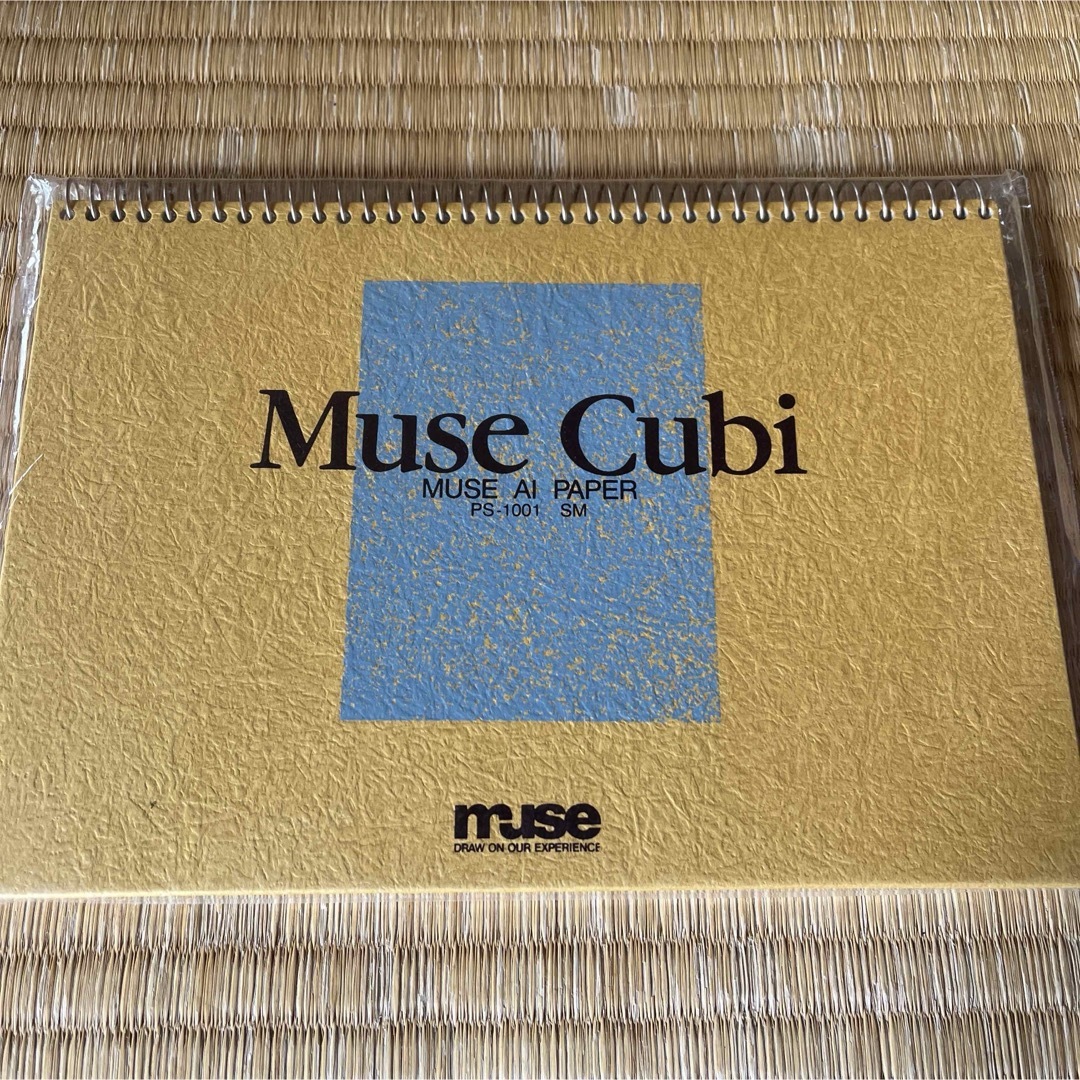 Muse Cubi
MUSE AI PAPER
PS-1001 SM
muse
DRAW ON OUR EXPERIENCE